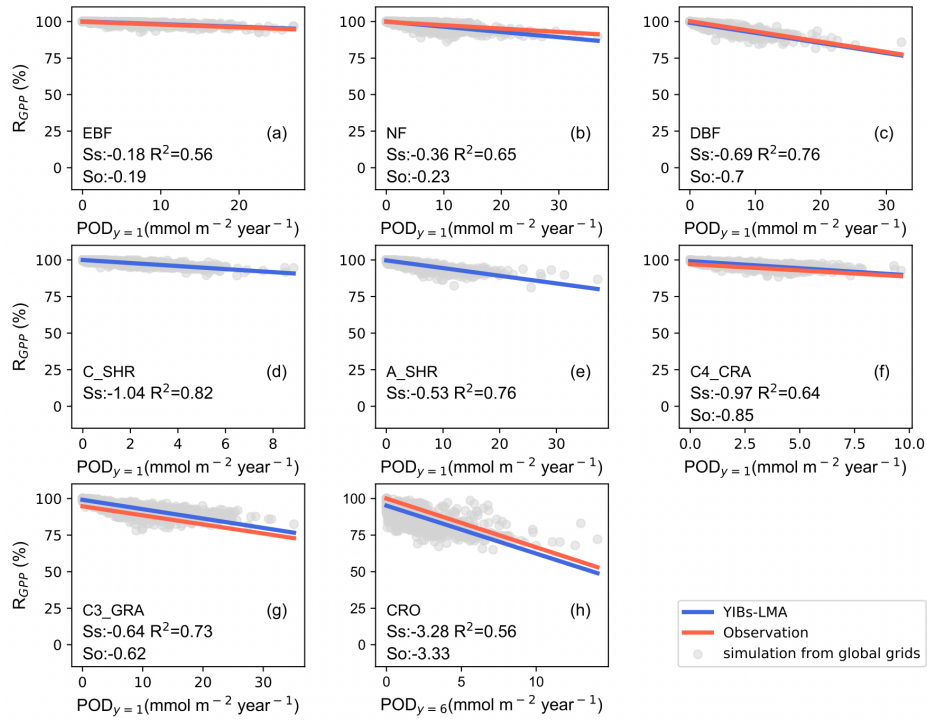 100
75
50
25
0
R_GPP (%)
EBF (a)
Ss:-0.18 R²=0.56
So:-0.19
0 10 20
POD_y = 1(mmol m⁻² year⁻¹)
100
75
50
25
0
NF (b)
Ss:-0.36 R²=0.65
So:-0.23
0 10 20 30
POD_y = 1(mmol m⁻² year⁻¹)
100
75
50
25
0
DBF (c)
Ss:-0.69 R²=0.76
So:-0.7
0 10 20 30
POD_y = 1(mmol m⁻² year⁻¹)
100
75
50
25
0
R_GPP (%)
C_SHR (d)
Ss:-1.04 R²=0.82
0 2 4 6 8
POD_y = 1(mmol m⁻² year⁻¹)
100
75
50
25
0
A_SHR (e)
Ss:-0.53 R²=0.76
0 10 20 30
POD_y = 1(mmol m⁻² year⁻¹)
100
75
50
25
0
C4_CRA (f)
Ss:-0.97 R²=0.64
So:-0.85
0.0 2.5 5.0 7.5 10.0
POD_y = 1(mmol m⁻² year⁻¹)
100
75
50
25
0
R_GPP (%)
C3_GRA (g)
Ss:-0.64 R²=0.73
So:-0.62
0 10 20 30
POD_y = 1(mmol m⁻² year⁻¹)
100
75
50
25
0
CRO (h)
Ss:-3.28 R²=0.56
So:-3.33
0 5 10
POD_y = 6(mmol m⁻² year⁻¹)
YIBs-LMA
Observation
simulation from global grids